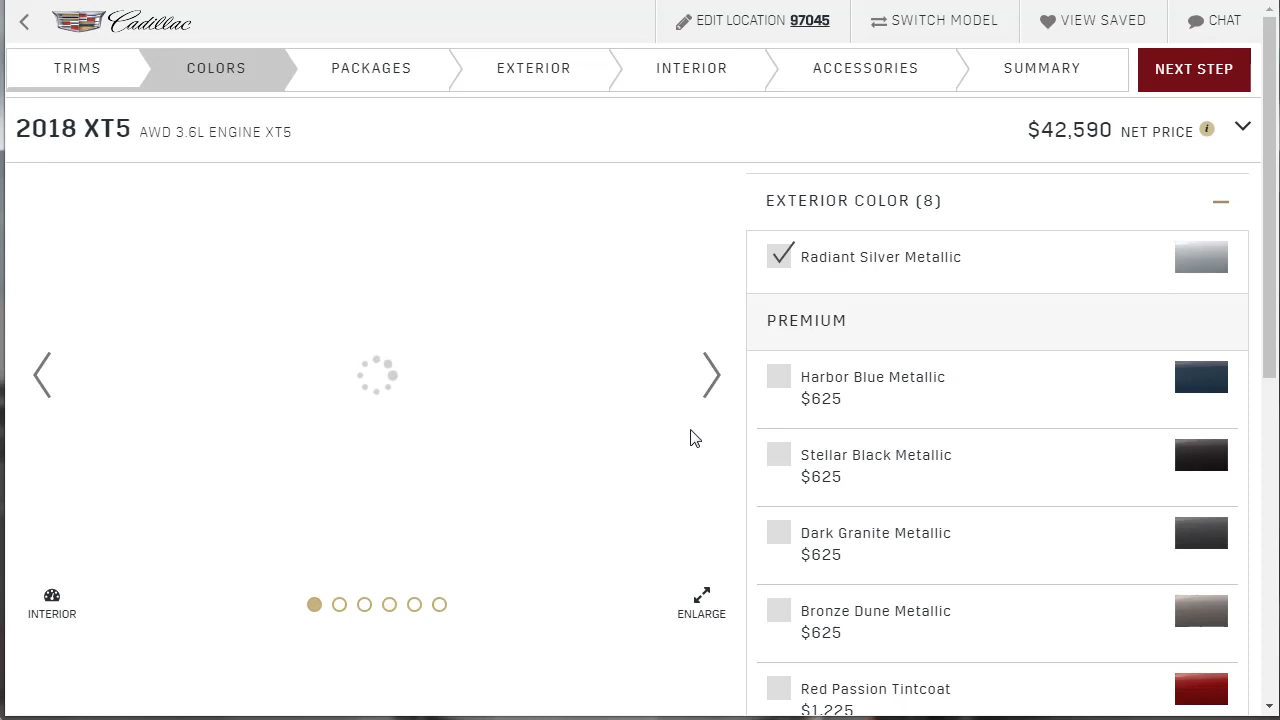 Cadillac
EDIT LOCATION 97045
SWITCH MODEL
VIEW SAVED
CHAT
TRIMS
COLORS
PACKAGES
EXTERIOR
INTERIOR
ACCESSORIES
SUMMARY
NEXT STEP
2018 XT5 AWD 3.6L ENGINE XT5
$42,590 NET PRICE i
EXTERIOR COLOR (8)
Radiant Silver Metallic
PREMIUM
Harbor Blue Metallic
$625
Stellar Black Metallic
$625
Dark Granite Metallic
$625
Bronze Dune Metallic
$625
Red Passion Tintcoat
$1,225
INTERIOR
ENLARGE